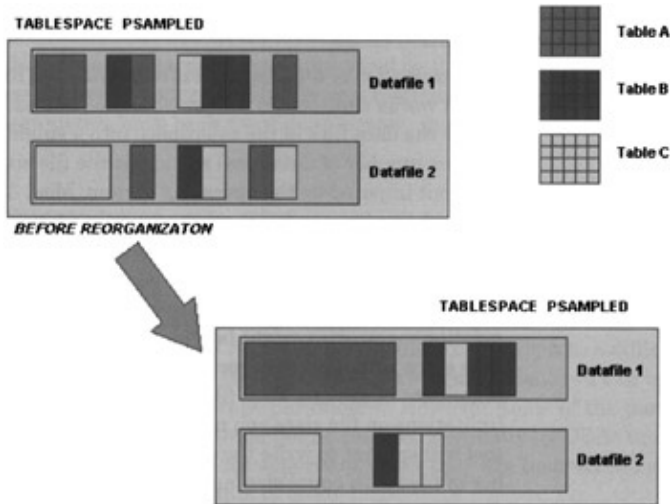 TABLESPACE PSAMPLED
Datafile 1
Datafile 2
BEFORE REORGANIZATON
Table A
Table B
Table C
TABLESPACE PSAMPLED
Datafile 1
Datafile 2